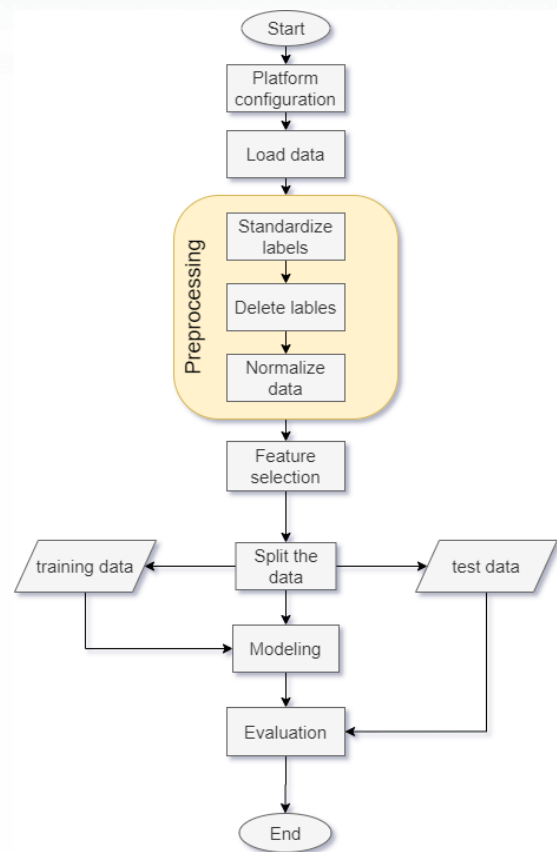 Start
Platform
configuration
Load data
Preprocessing
Standardize
labels
Delete lables
Normalize
data
Feature
selection
training data
Split the
data
test data
Modeling
Evaluation
End